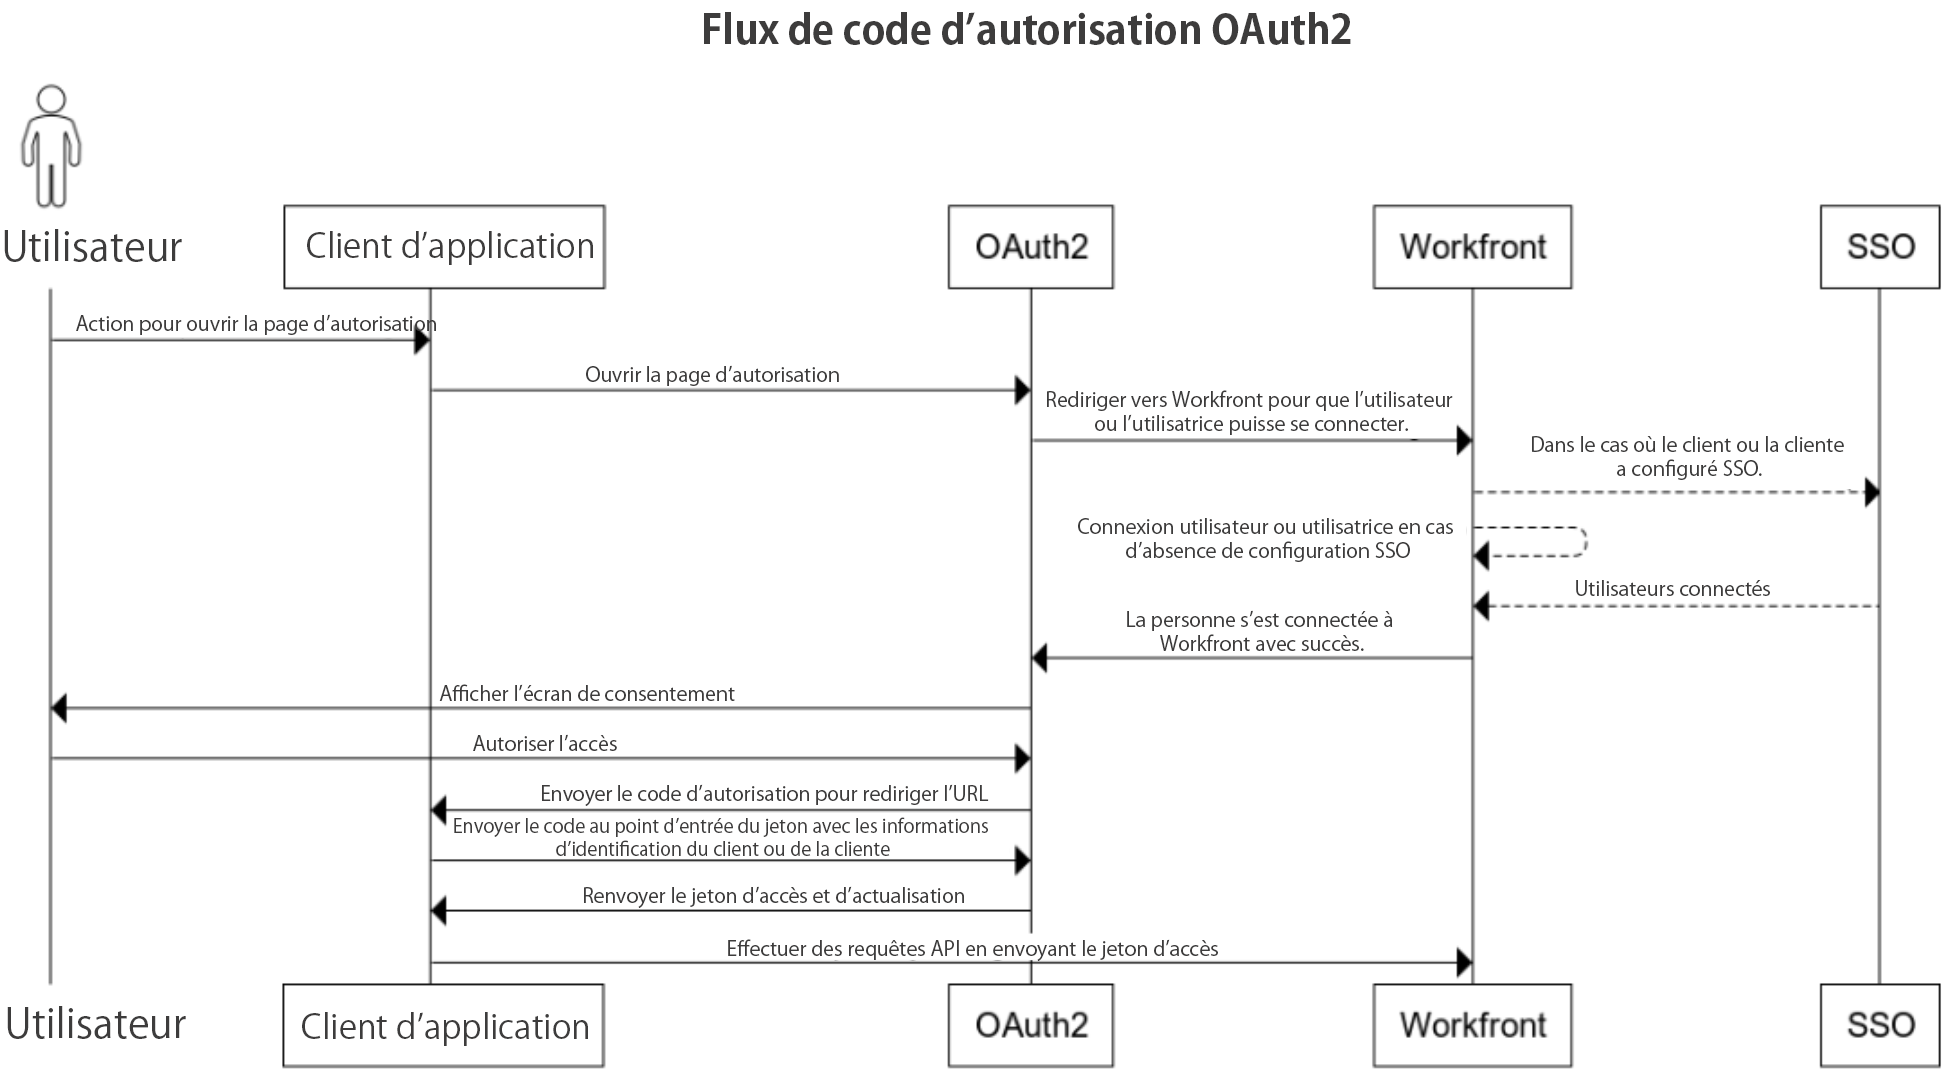 Flux de code d’autorisation OAuth2
Utilisateur
Client d’application
OAuth2
Workfront
SSO
Action pour ouvrir la page d’autorisation
Ouvrir la page d’autorisation
Rediriger vers Workfront pour que l’utilisateur
ou l’utilisatrice puisse se connecter.
Dans le cas où le client ou la cliente
a configuré SSO.
Connexion utilisateur ou utilisatrice en cas
d’absence de configuration SSO
Utilisateurs connectés
La personne s’est connectée à
Workfront avec succès.
Afficher l’écran de consentement
Autoriser l’accès
Envoyer le code d’autorisation pour rediriger l’URL
Envoyer le code au point d’entrée du jeton avec les informations
d’identification du client ou de la cliente
Renvoyer le jeton d’accès et d’actualisation
Effectuer des requêtes API en envoyant le jeton d’accès
Utilisateur
Client d’application
OAuth2
Workfront
SSO